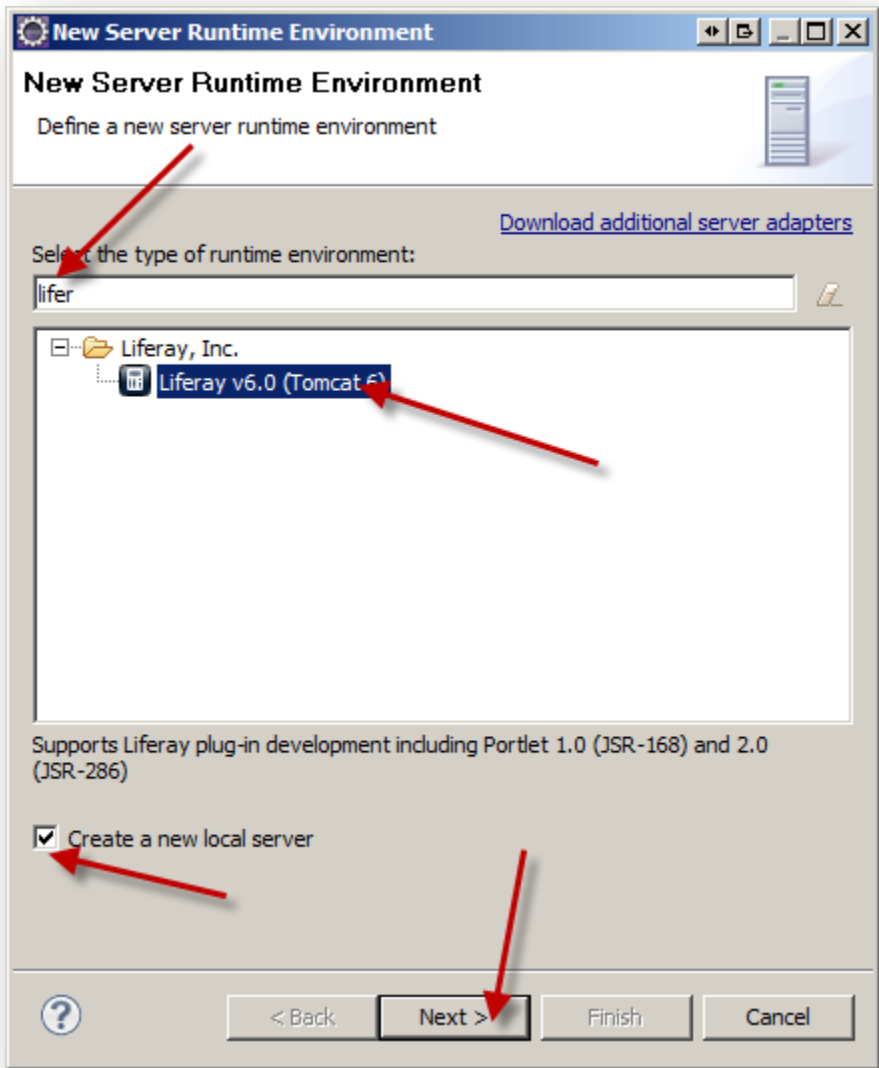 New Server Runtime Environment
New Server Runtime Environment
Define a new server runtime environment
Download additional server adapters
Select the type of runtime environment:
lifer
Liferay, Inc.
Liferay v6.0 (Tomcat 6)
Supports Liferay plug-in development including Portlet 1.0 (JSR-168) and 2.0
(JSR-286)
Create a new local server
? < Back Next > Finish Cancel